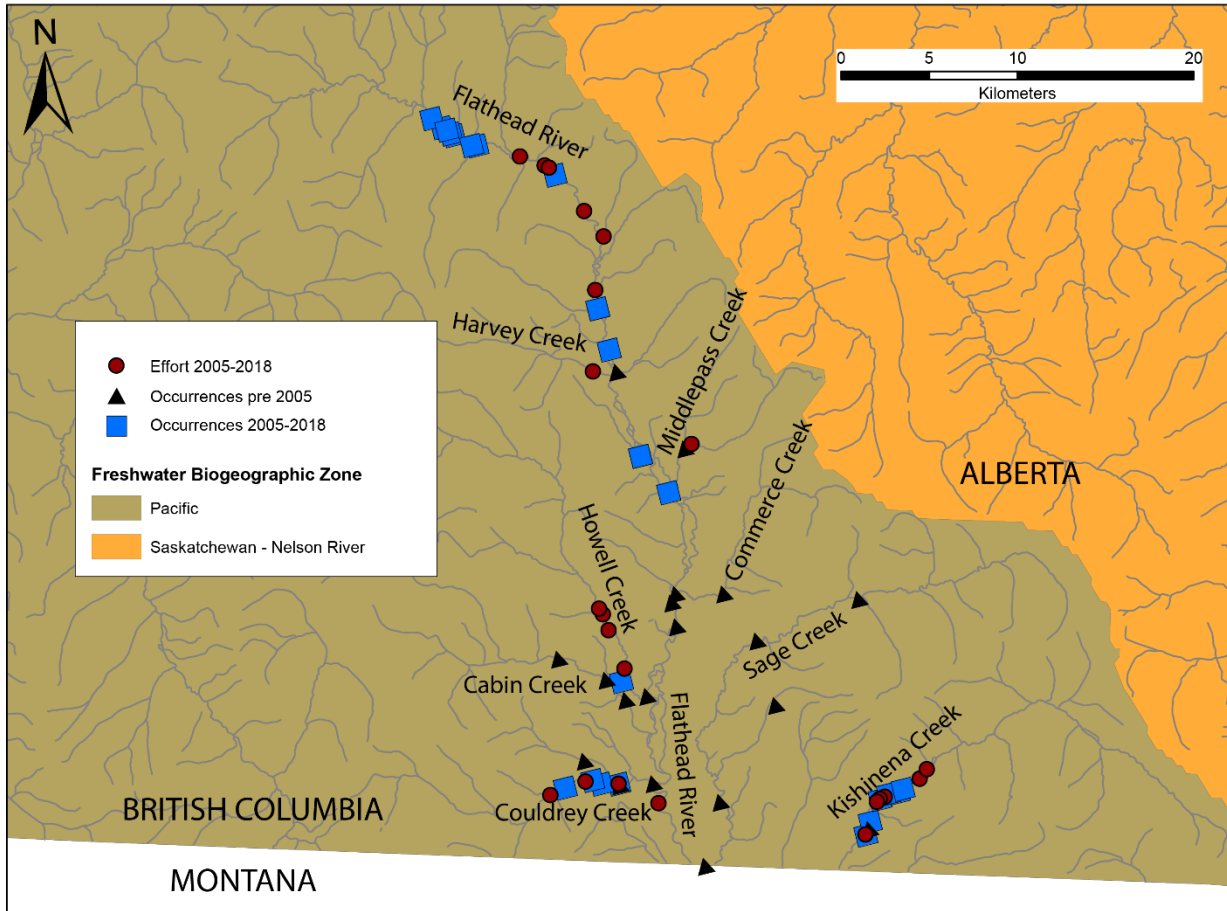 N
0 5 10 20
Kilometers
Flathead River
Harvey Creek
Middlepass Creek
Effort 2005-2018
Occurrences pre 2005
Occurrences 2005-2018
Freshwater Biogeographic Zone
Pacific
Saskatchewan - Nelson River
ALBERTA
Commerce Creek
Howell Creek
Sage Creek
Cabin Creek
Flathead River
Kishinena Creek
BRITISH COLUMBIA
Couldrey Creek
MONTANA